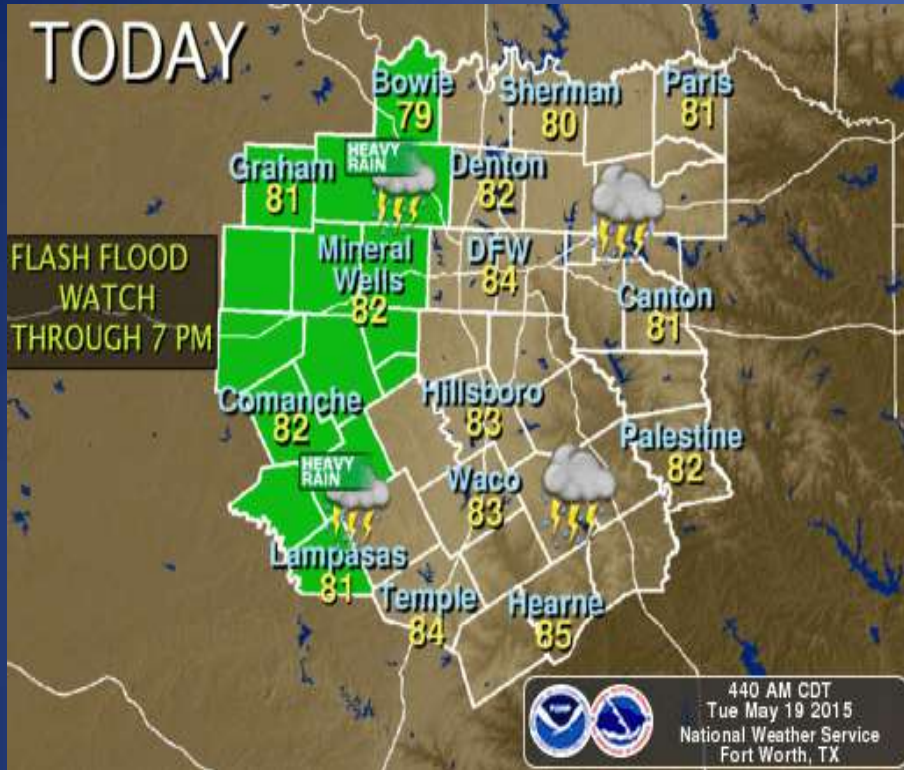 TODAY
Bowie
79
Sherman
80
Paris
81
HEAVY
RAIN
Graham
81
Denton
82
FLASH FLOOD
WATCH
THROUGH 7 PM
Mineral
Wells
82
DFW
84
Canton
81
Comanche
82
Hillsboro
83
Palestine
82
HEAVY
RAIN
Waco
83
Lampasas
81
Temple
84
Hearne
85
440 AM CDT
Tue May 19 2015
National Weather Service
Fort Worth, TX